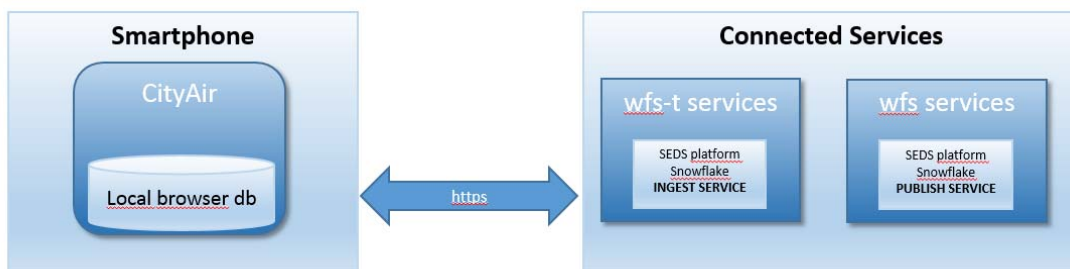 Smartphone
CityAir
Local browser db
https
Connected Services
wfs-t services
SEDS platform
Snowflake
INGEST SERVICE
wfs services
SEDS platform
Snowflake
PUBLISH SERVICE